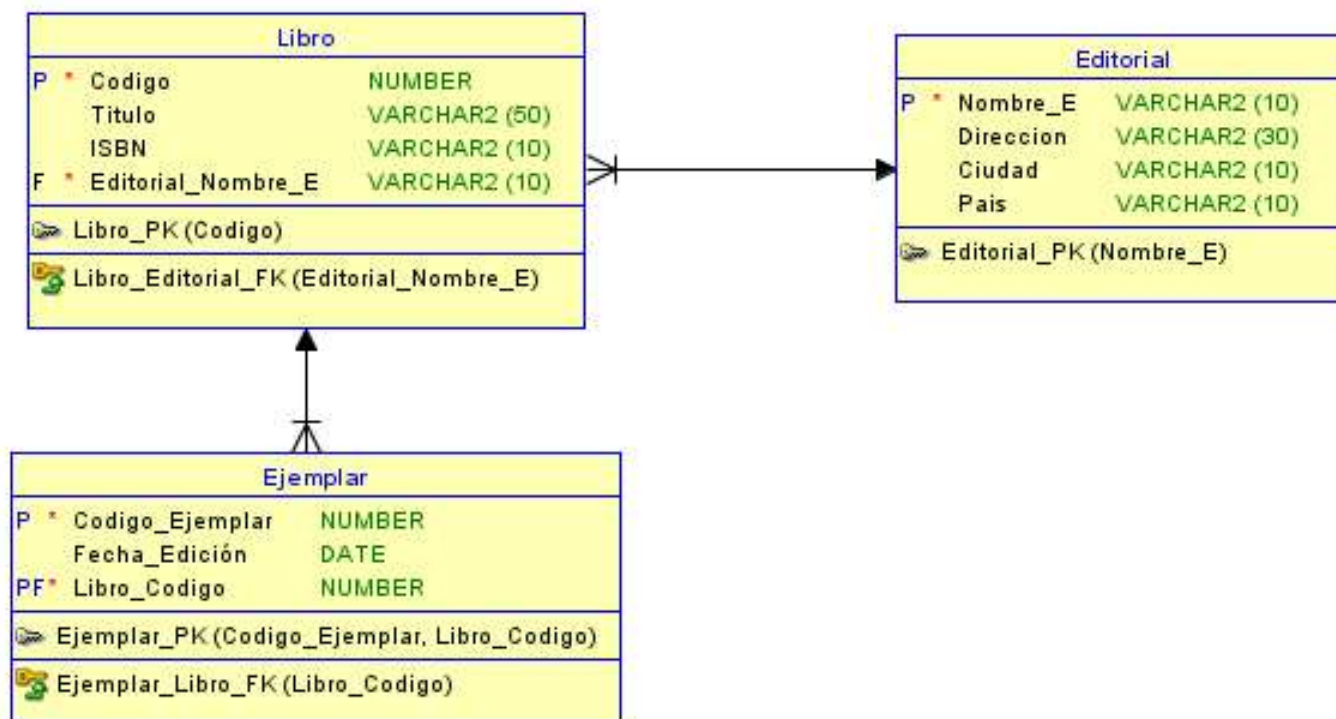 Libro
P * Codigo NUMBER
Titulo VARCHAR2 (50)
ISBN VARCHAR2 (10)
F * Editorial_Nombre_E VARCHAR2 (10)
Libro_PK (Codigo)
Libro_Editorial_FK (Editorial_Nombre_E)
Editorial
P * Nombre_E VARCHAR2 (10)
Direccion VARCHAR2 (30)
Ciudad VARCHAR2 (10)
Pais VARCHAR2 (10)
Editorial_PK (Nombre_E)
Ejemplar
P * Codigo_Ejemplar NUMBER
Fecha_Edición DATE
PF* Libro_Codigo NUMBER
Ejemplar_PK (Codigo_Ejemplar, Libro_Codigo)
Ejemplar_Libro_FK (Libro_Codigo)